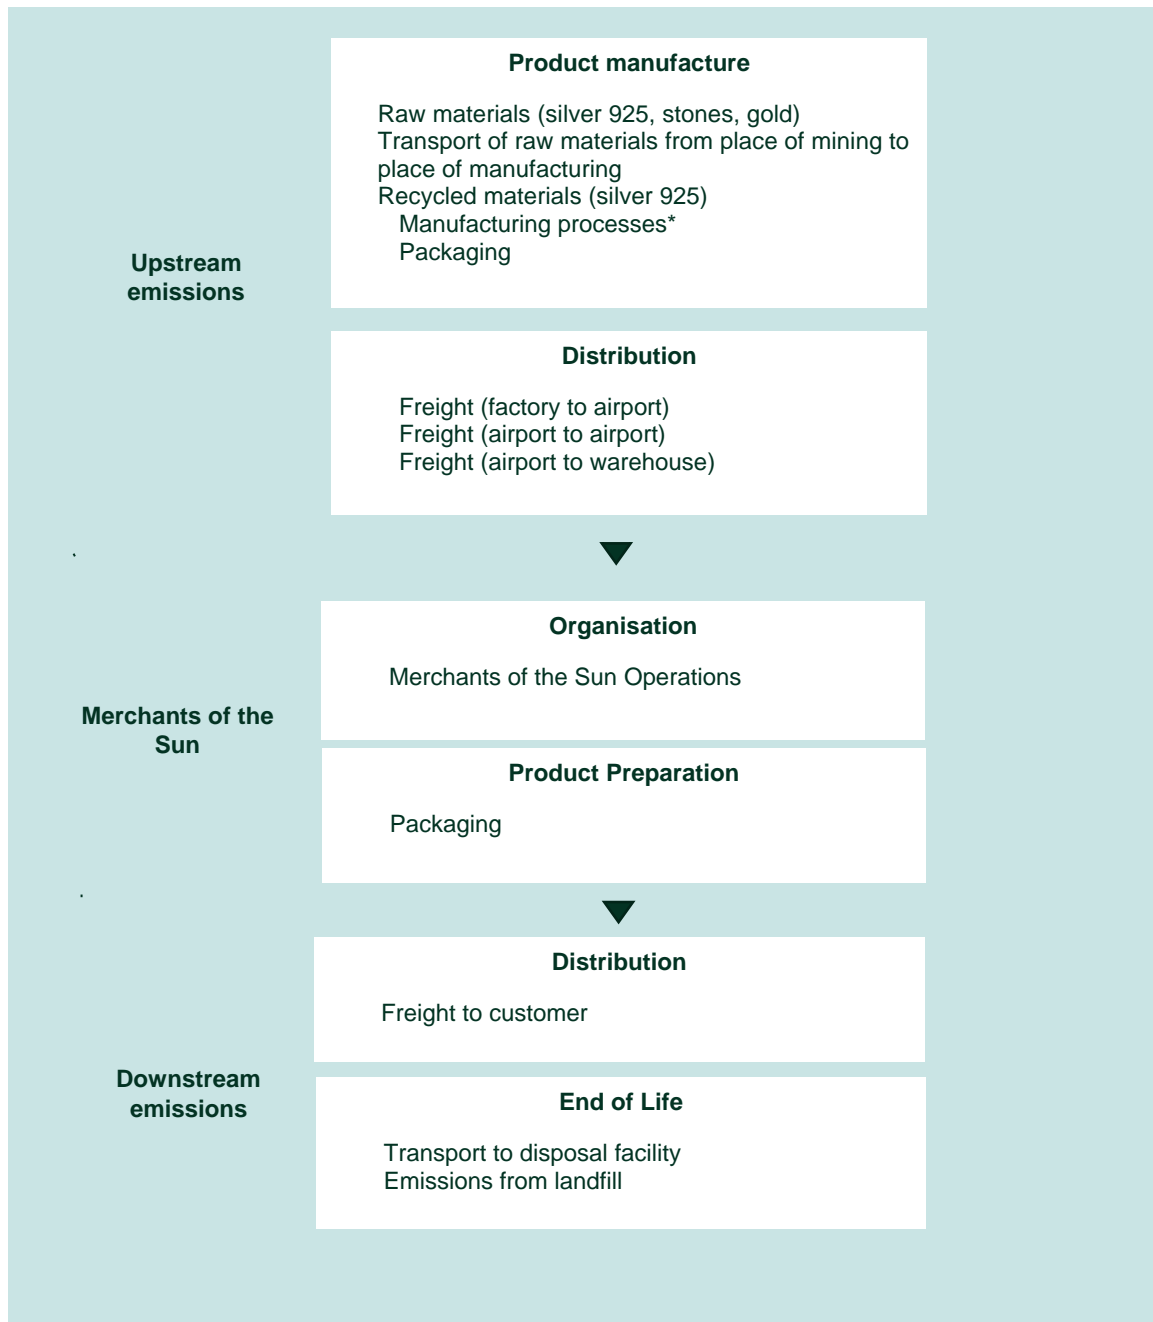 Product manufacture
Raw materials (silver 925, stones, gold)
Transport of raw materials from place of mining to
place of manufacturing
Recycled materials (silver 925)
Manufacturing processes*
Packaging
Upstream
emissions
Distribution
Freight (factory to airport)
Freight (airport to airport)
Freight (airport to warehouse)
Organisation
Merchants of the Sun Operations
Merchants of the
Sun
Product Preparation
Packaging
Distribution
Freight to customer
Downstream
emissions
End of Life
Transport to disposal facility
Emissions from landfill